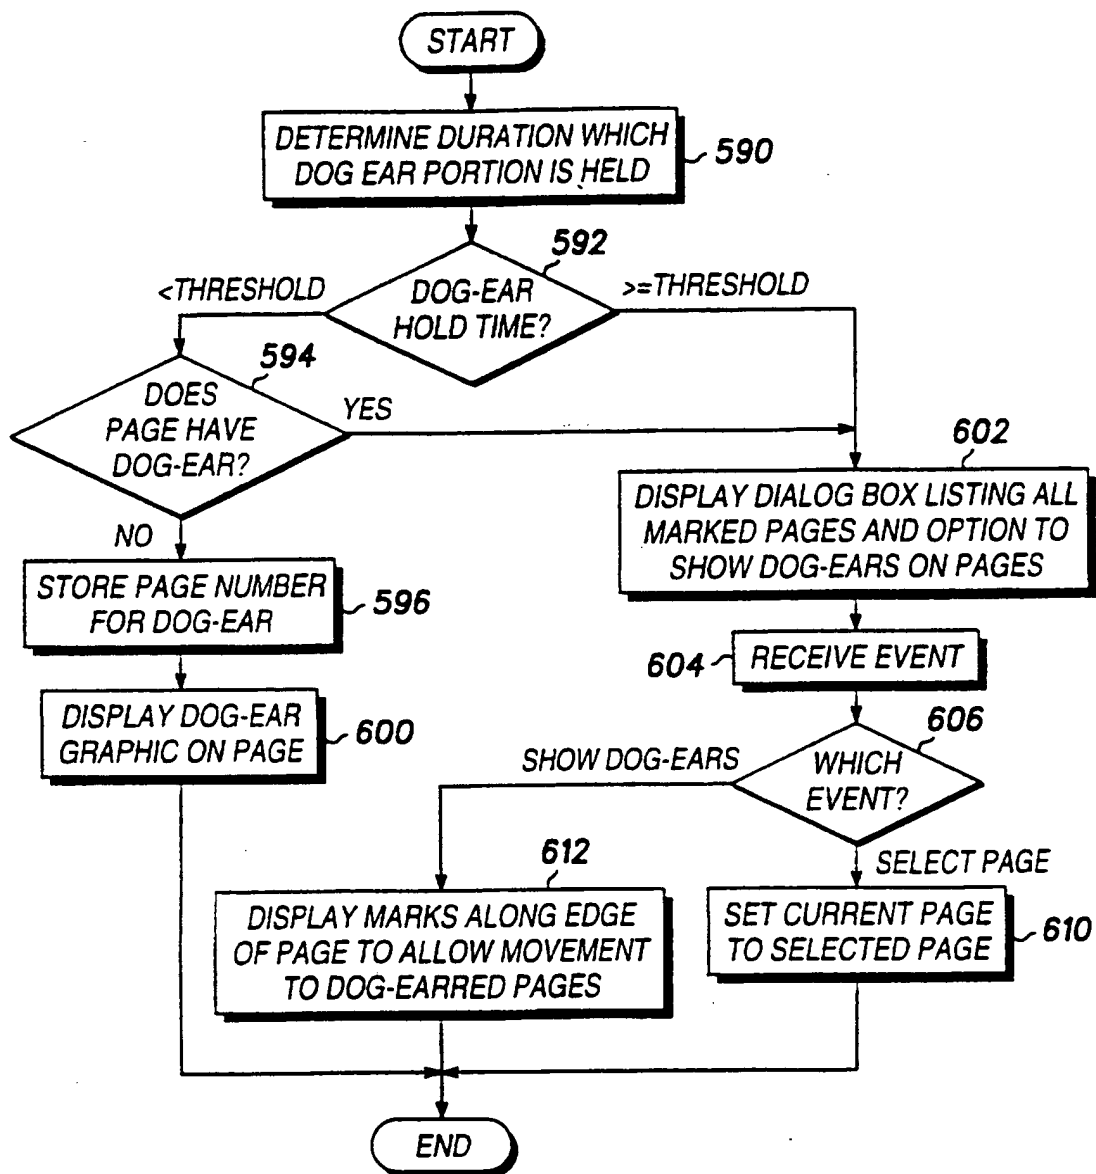 START
DETERMINE DURATION WHICH
DOG EAR PORTION IS HELD
590
592
<THRESHOLD
DOG-EAR
HOLD TIME?
>=THRESHOLD
594
DOES
PAGE HAVE
DOG-EAR?
YES
NO
602
DISPLAY DIALOG BOX LISTING ALL
MARKED PAGES AND OPTION TO
SHOW DOG-EARS ON PAGES
STORE PAGE NUMBER
FOR DOG-EAR
596
604
RECEIVE EVENT
DISPLAY DOG-EAR
GRAPHIC ON PAGE
600
606
SHOW DOG-EARS
WHICH
EVENT?
SELECT PAGE
612
DISPLAY MARKS ALONG EDGE
OF PAGE TO ALLOW MOVEMENT
TO DOG-EARRED PAGES
SET CURRENT PAGE
TO SELECTED PAGE
610
END